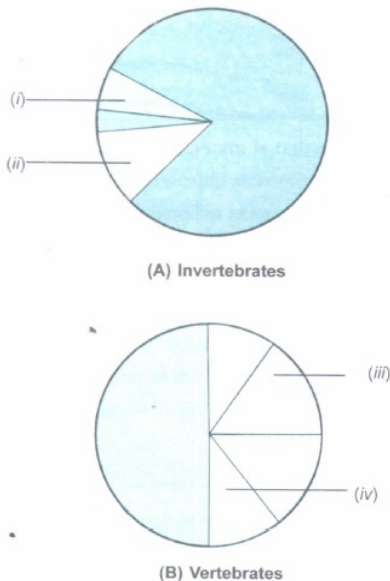 (i)
(ii)
(A) Invertebrates
(iii)
(iv)
(B) Vertebrates